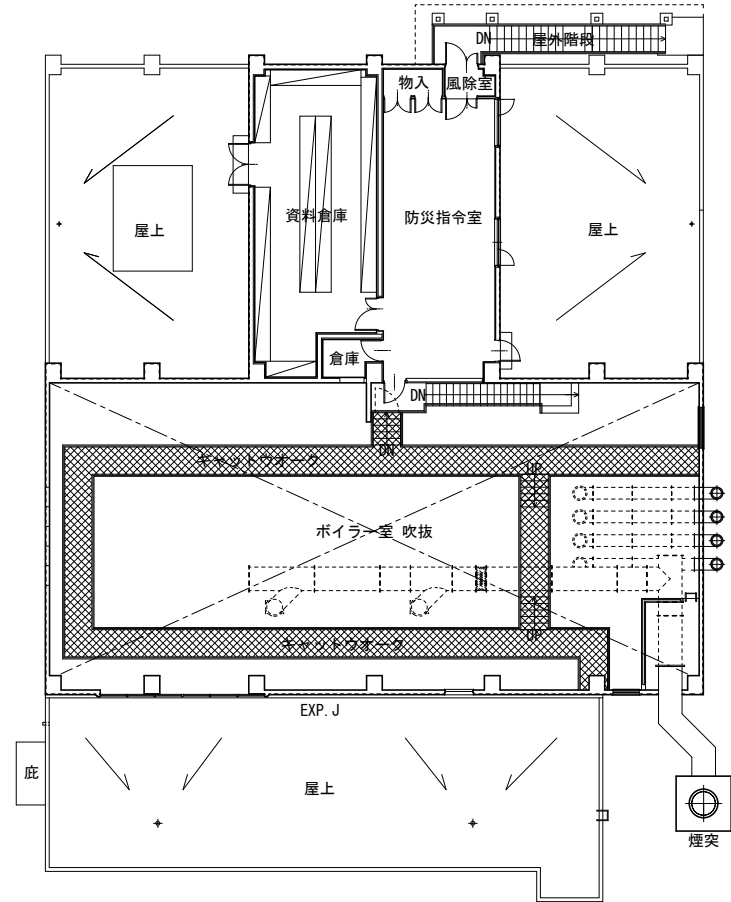 DN
屋外階段
物入
風除室
資料倉庫
防災指令室
屋上
屋上
倉庫
DN
DN
キャットウオーク
UP
ボイラー室 吹抜
UP
キャットウオーク
EXP.J
庇
屋上
煙突